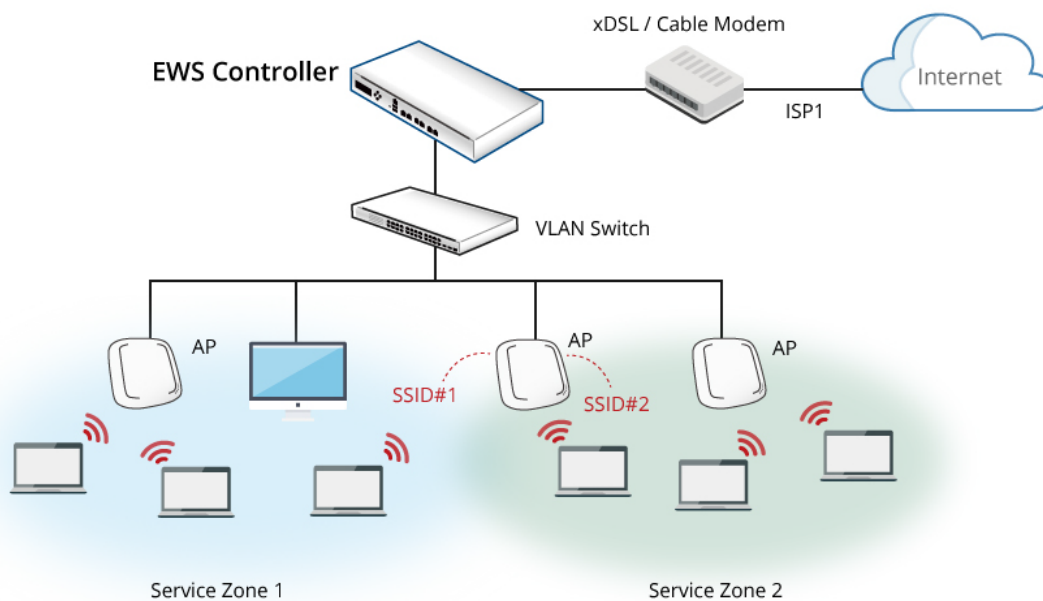 xDSL / Cable Modem
EWS Controller
Internet
ISP1
VLAN Switch
AP
AP
AP
SSID#1
SSID#2
Service Zone 1
Service Zone 2